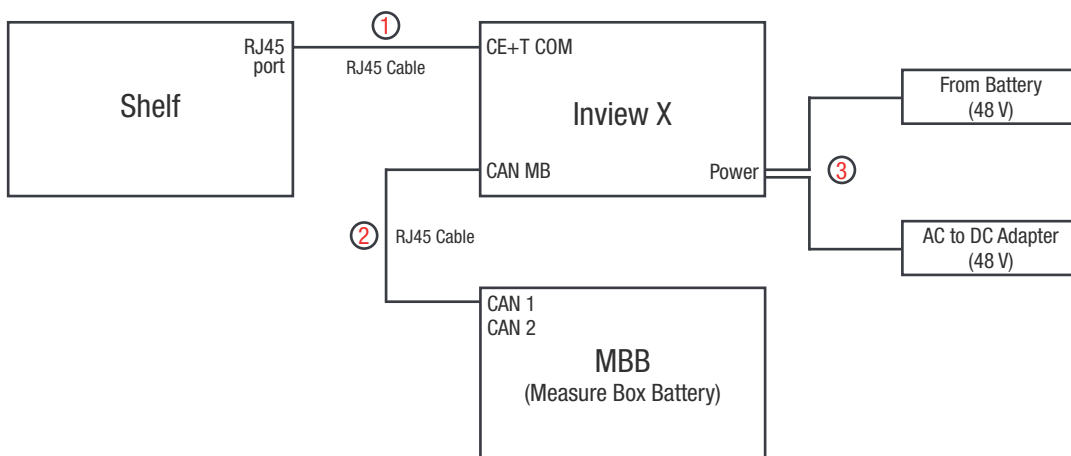 1
RJ45
port
CE+T COM
RJ45 Cable
Shelf
Inview X
From Battery
(48 V)
CAN MB
Power
3
2
RJ45 Cable
AC to DC Adapter
(48 V)
CAN 1
CAN 2
MBB
(Measure Box Battery)